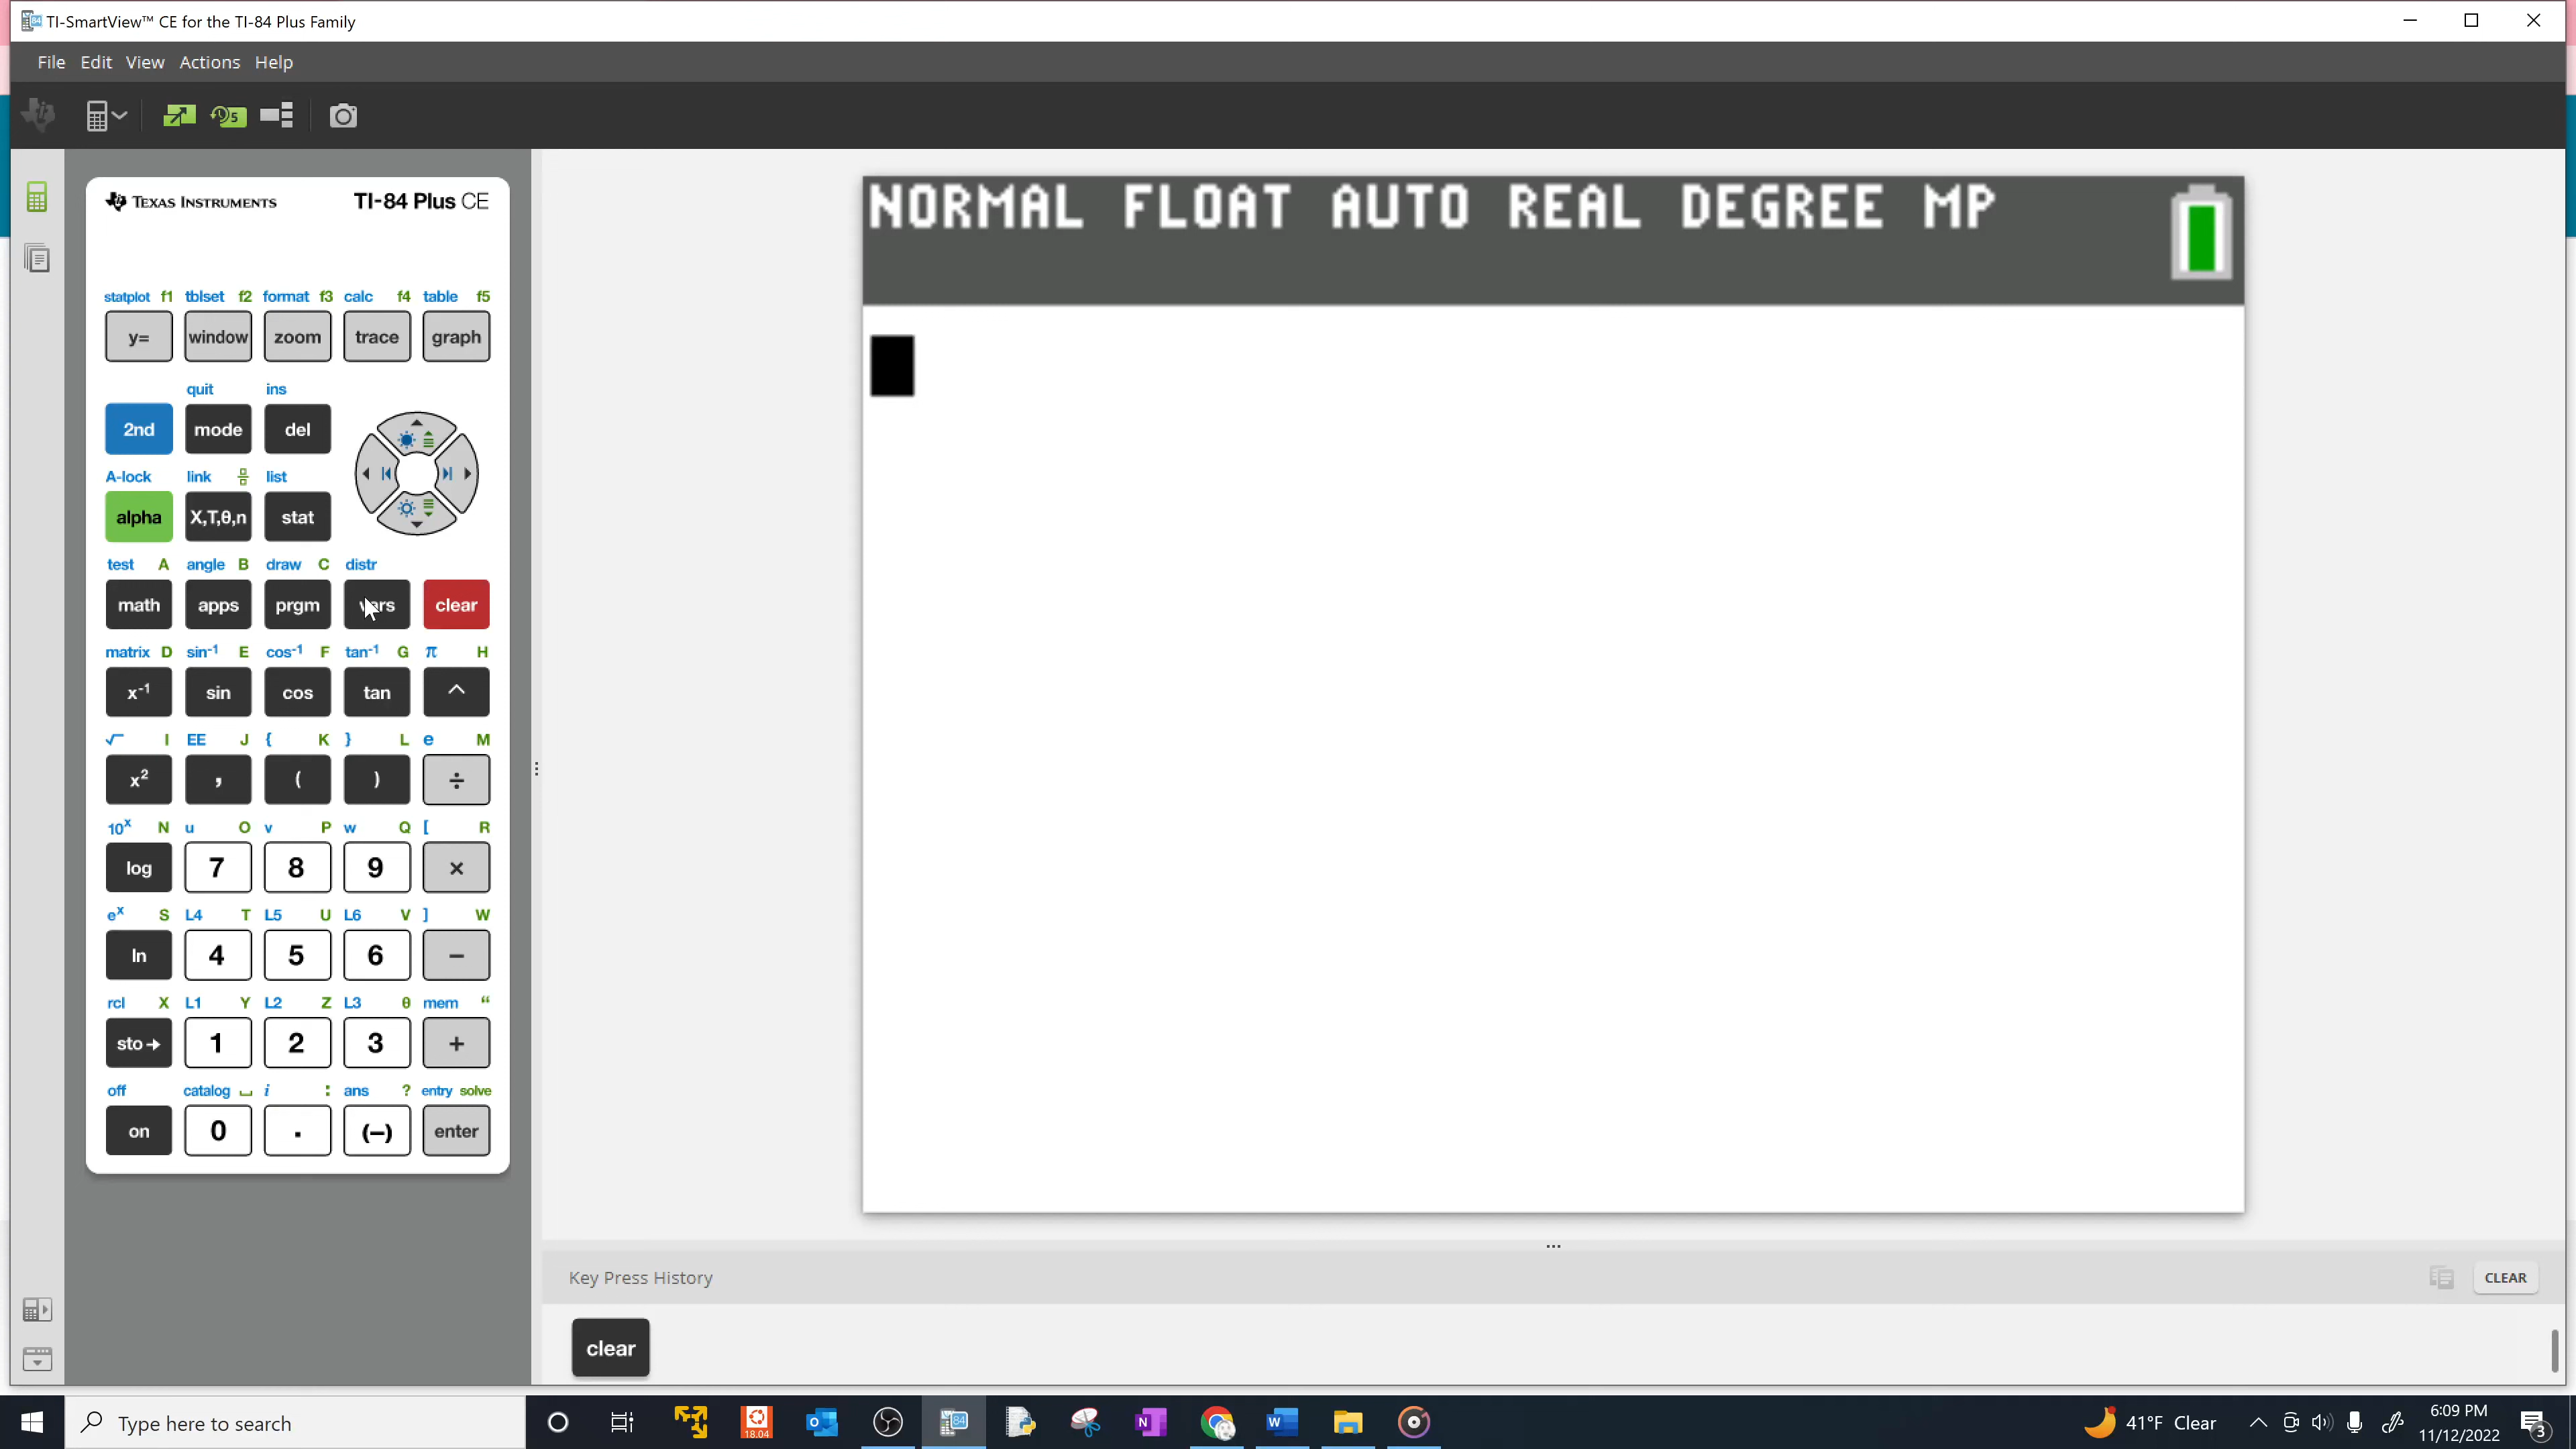 TI-SmartView™ CE for the TI-84 Plus Family
File Edit View Actions Help
5
TEXAS INSTRUMENTS TI-84 Plus CE
statplot f1 tblset f2 format f3 calc f4 table f5
y= window zoom trace graph
quit ins
2nd mode del
A-lock link list
alpha X,T,θ,n stat
test A angle B draw C distr
math apps prgm vars clear
matrix D sin-1 E cos-1 F tan-1 G π H
x-1 sin cos tan ^
√ I EE J { K } L e M
x2 , ( ) ÷
10x N u O v P w Q [ R
log 7 8 9 ×
ex S L4 T L5 U L6 V ] W
ln 4 5 6 −
rcl X L1 Y L2 Z L3 θ mem “
sto→ 1 2 3 +
off catalog ⎵ i : ans ? entry solve
on 0 . (−) enter
NORMAL FLOAT AUTO REAL DEGREE MP
Key Press History CLEAR
clear
Type here to search
18.04
84
41°F Clear
6:09 PM
11/12/2022
3